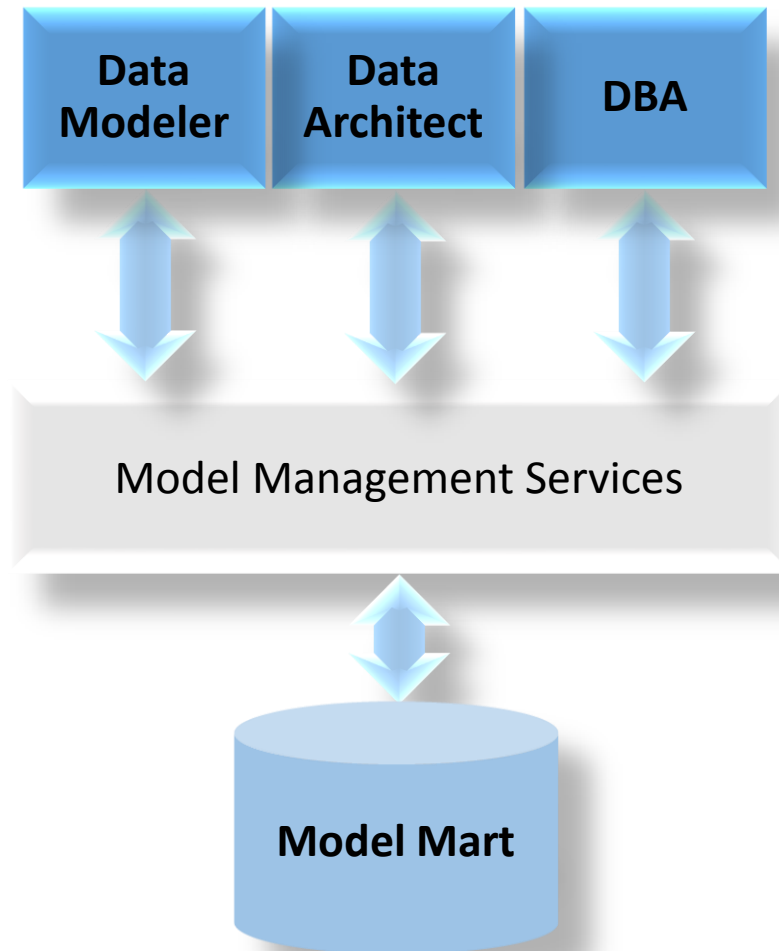 Data
Modeler
Data
Architect
DBA
Model Management Services
Model Mart